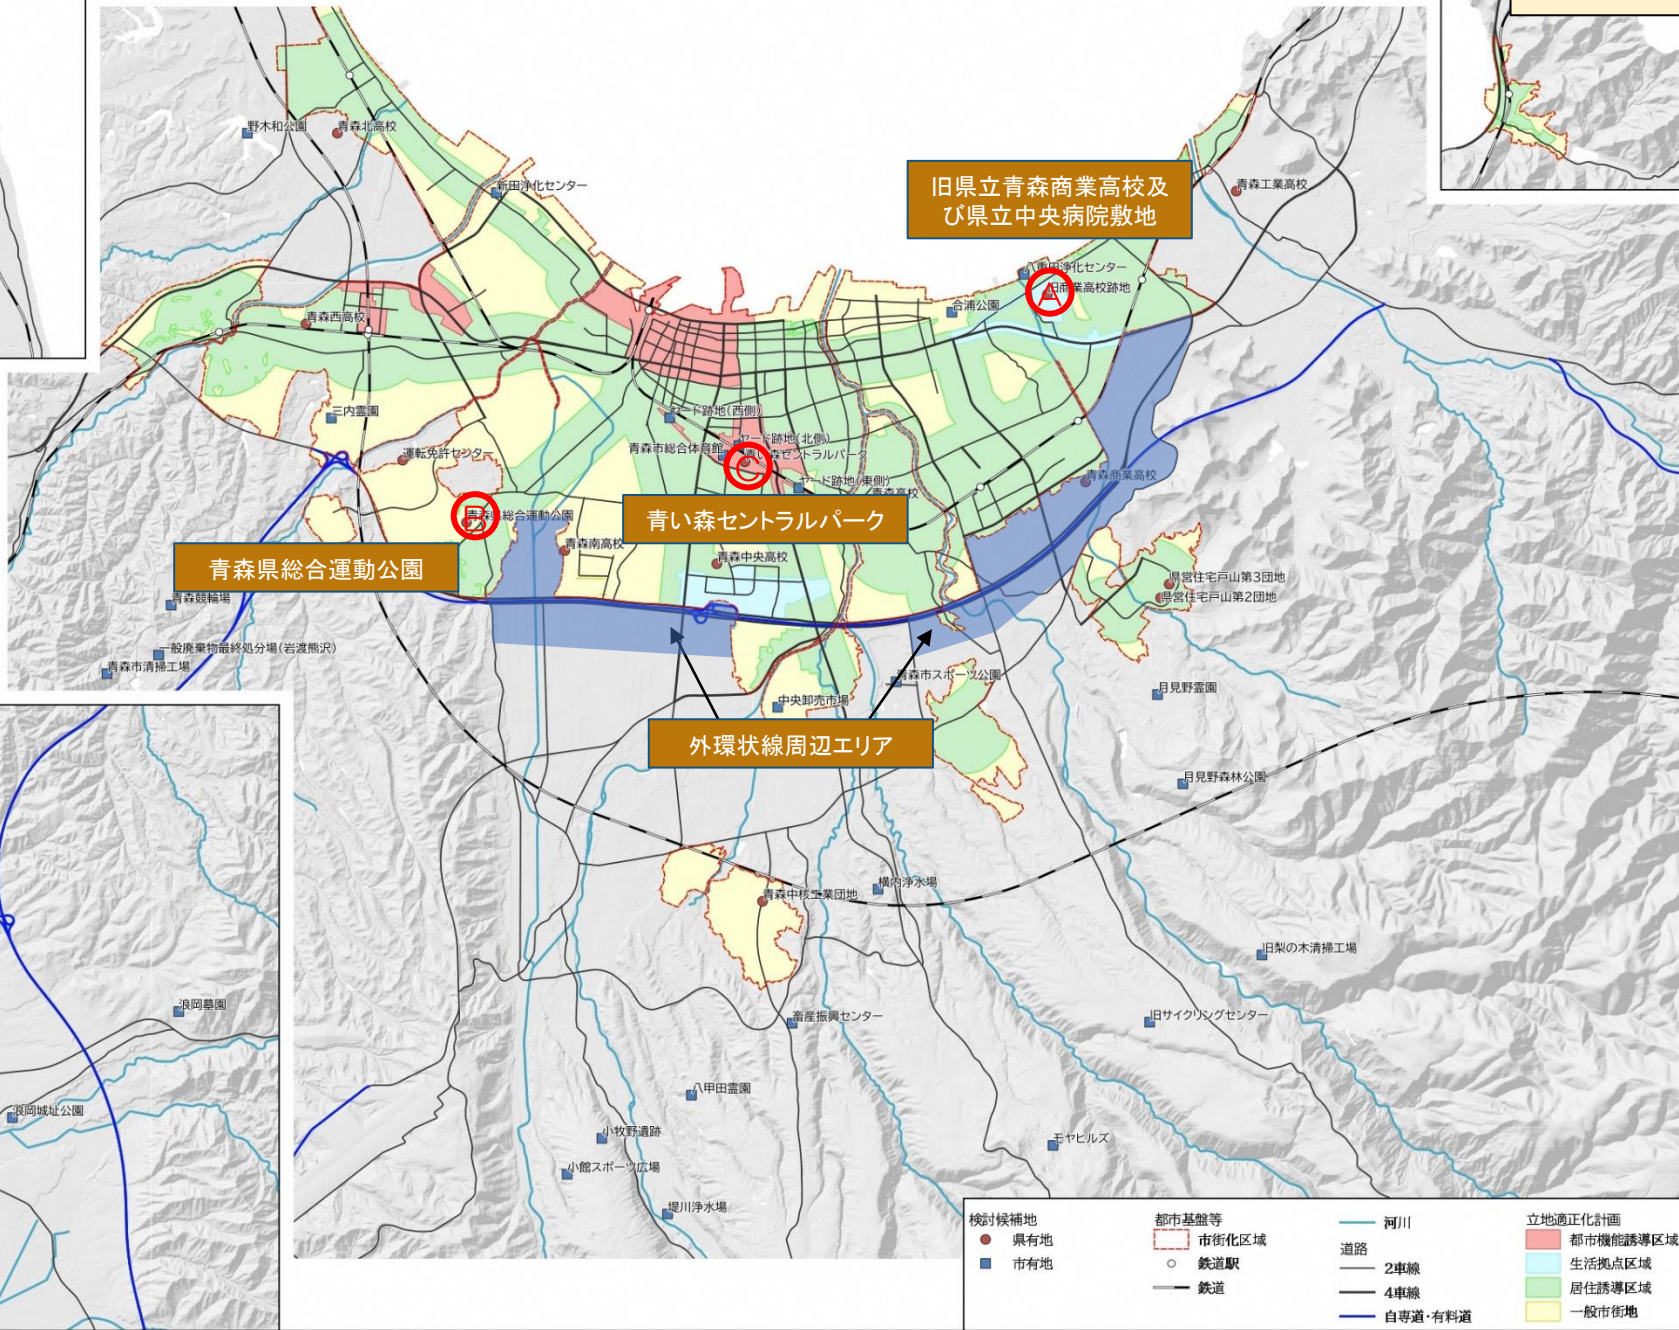 野木和公園
青森北高校
新田浄化センター
旧県立青森商業高校及
び県立中央病院敷地
青森工業高校
八重田浄化センター
A
旧商業高校跡地
合浦公園
青森西高校
三内霊園
ヤード跡地(西側)
ヤード跡地(北側)
青森市総合体育館
青い森セントラルパーク
C
運転免許センター
ヤード跡地(東側)
青森高校
青森商業高校
B
青森県総合運動公園
青い森セントラルパーク
青森南高校
青森中央高校
青森県総合運動公園
県営住宅戸山第3団地
県営住宅戸山第2団地
青森競輪場
一般廃棄物最終処分場(岩渡熊沢)
青森市清掃工場
青森市スポーツ公園
月見野霊園
中央卸売市場
外環状線周辺エリア
月見野森林公園
青森中核工業団地
横内浄水場
旧梨の木清掃工場
浪岡墓園
畜産振興センター
旧サイクリングセンター
八甲田霊園
浪岡城址公園
小牧野遺跡
モヤヒルズ
小館スポーツ広場
堤川浄水場
検討候補地
県有地
市有地
都市基盤等
市街化区域
鉄道駅
鉄道
河川
道路
2車線
4車線
自専道・有料道
立地適正化計画
都市機能誘導区域
生活拠点区域
居住誘導区域
一般市街地